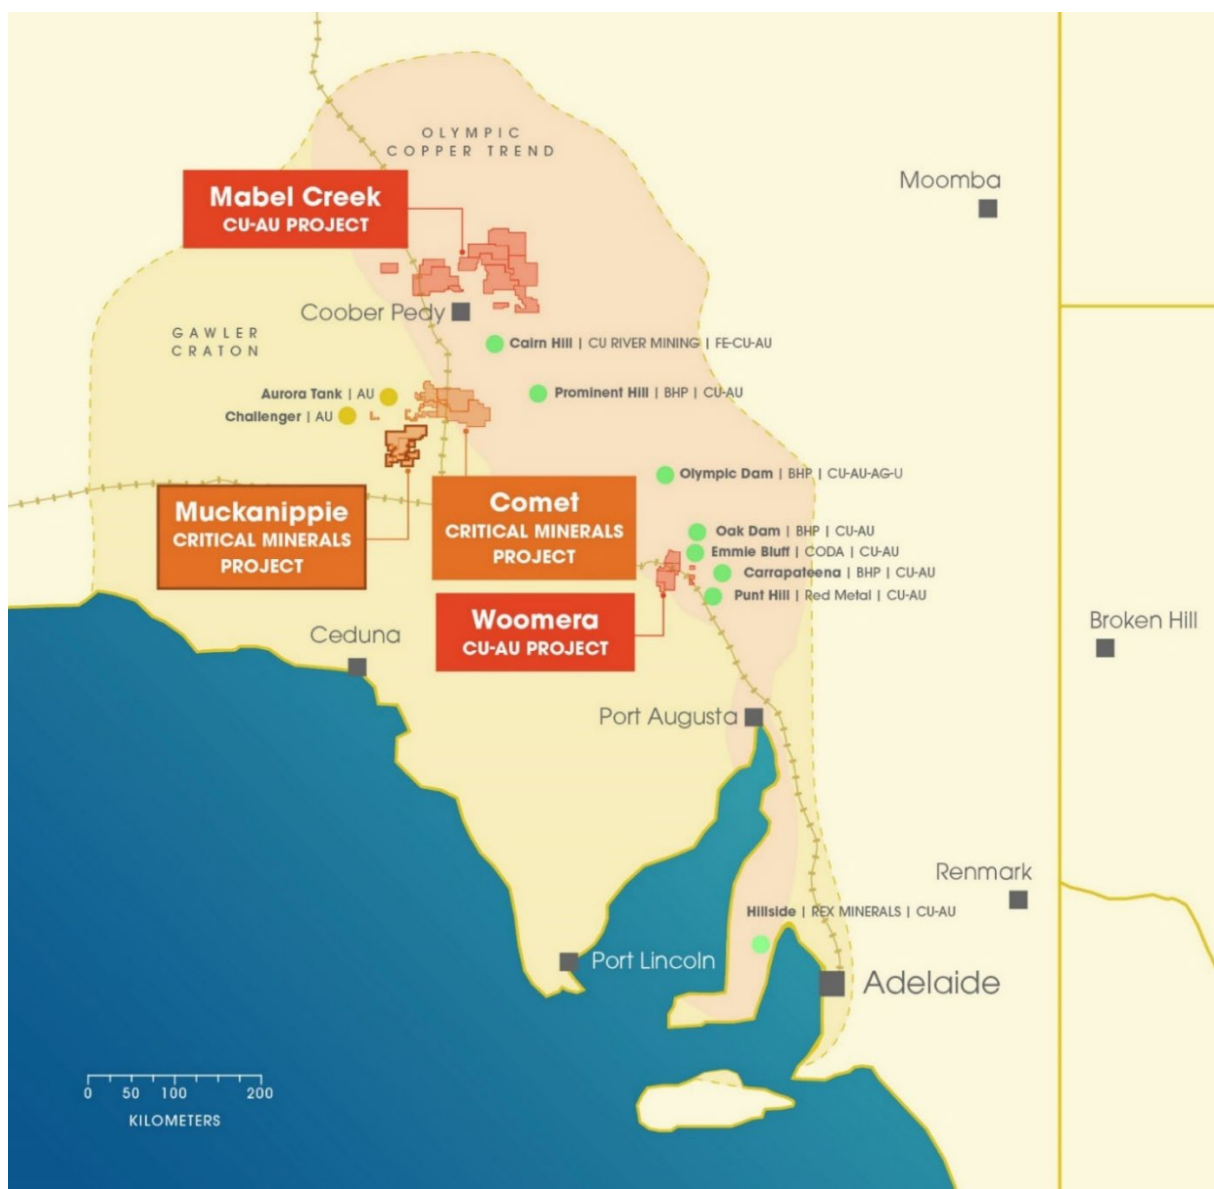 OLYMPIC
COPPER TREND
Moomba
Mabel Creek
CU-AU PROJECT
Coober Pedy
GAWLER
CRATON
Cairn Hill | CU RIVER MINING | FE-CU-AU
Aurora Tank | AU
Prominent Hill | BHP | CU-AU
Challenger | AU
Olympic Dam | BHP | CU-AU-AG-U
Muckanippie
CRITICAL MINERALS
PROJECT
Comet
CRITICAL MINERALS
PROJECT
Oak Dam | BHP | CU-AU
Emmie Bluff | CODA | CU-AU
Carrapateena | BHP | CU-AU
Punt Hill | Red Metal | CU-AU
Woomera
CU-AU PROJECT
Ceduna
Broken Hill
Port Augusta
Renmark
Hillside | REX MINERALS | CU-AU
Port Lincoln
Adelaide
0 50 100 200
KILOMETERS